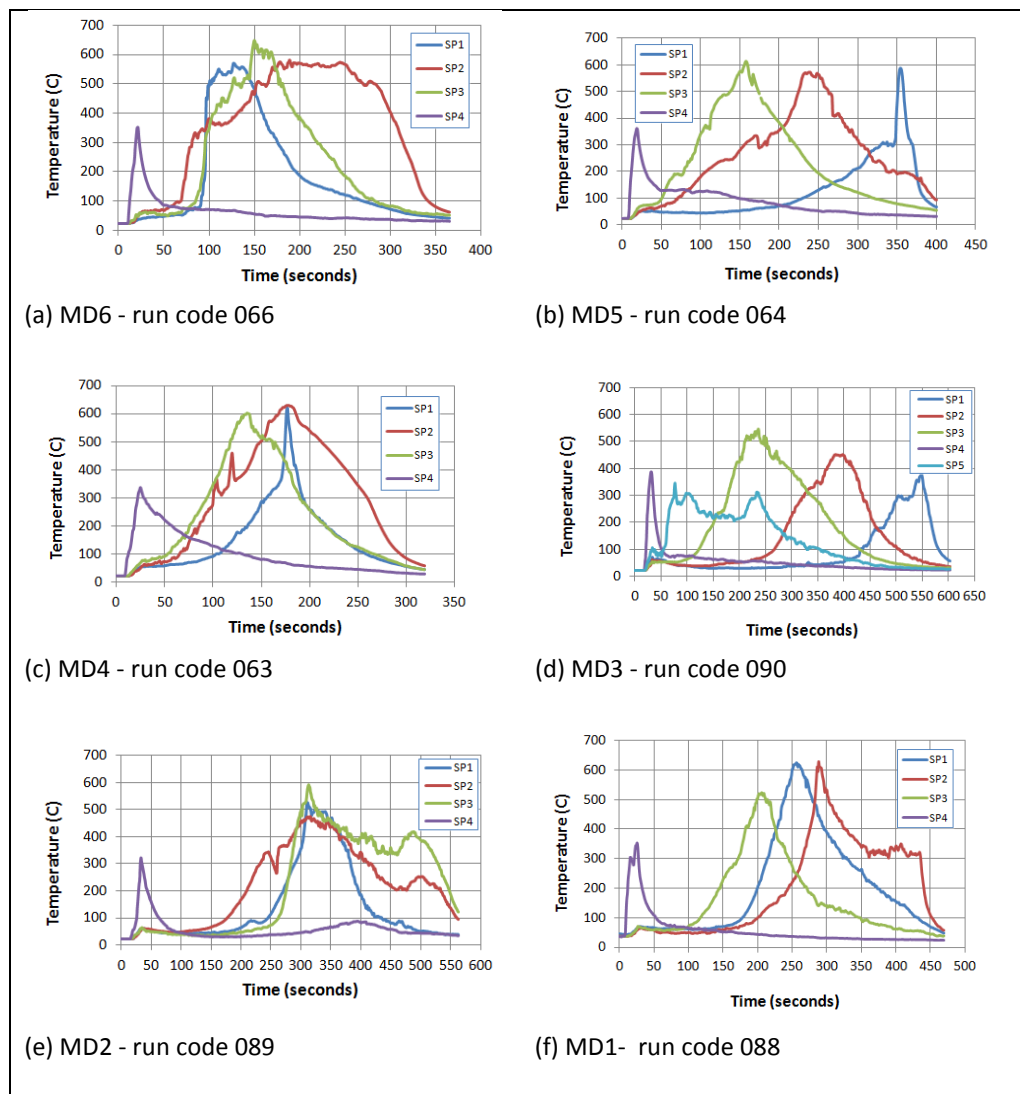 700
600
500
400
300
200
100
0
Temperature (C)
0 50 100 150 200 250 300 350 400
Time (seconds)
SP1
SP2
SP3
SP4
(a) MD6 - run code 066
700
600
500
400
300
200
100
0
Temperature (C)
0 50 100 150 200 250 300 350 400 450
Time (seconds)
SP1
SP2
SP3
SP4
(b) MD5 - run code 064
700
600
500
400
300
200
100
0
Temperature (C)
0 50 100 150 200 250 300 350
Time (seconds)
SP1
SP2
SP3
SP4
(c) MD4 - run code 063
700
600
500
400
300
200
100
0
Temperature (C)
0 50 100 150 200 250 300 350 400 450 500 550 600 650
Time (seconds)
SP1
SP2
SP3
SP4
SP5
(d) MD3 - run code 090
700
600
500
400
300
200
100
0
Temperature (C)
0 50 100 150 200 250 300 350 400 450 500 550 600
Time (seconds)
SP1
SP2
SP3
SP4
(e) MD2 - run code 089
700
600
500
400
300
200
100
0
Temperature (C)
0 50 100 150 200 250 300 350 400 450 500
Time (seconds)
SP1
SP2
SP3
SP4
(f) MD1- run code 088